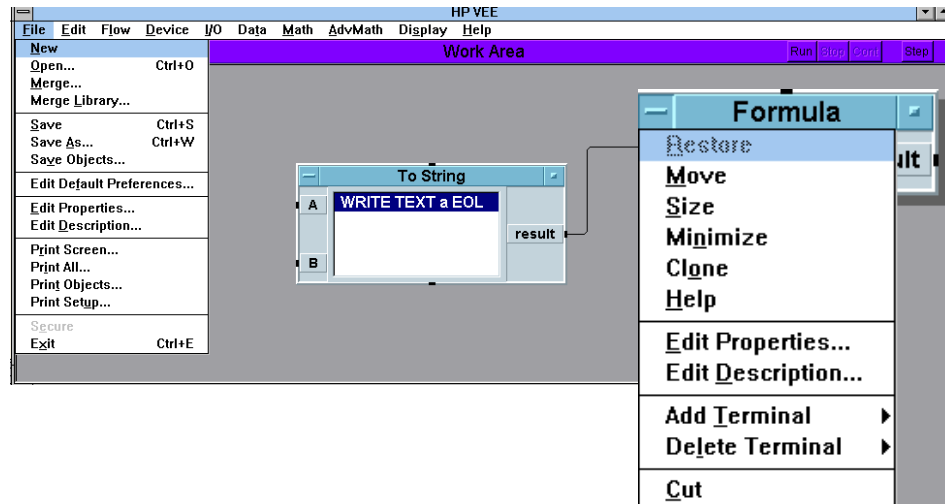 HP VEE
File Edit Flow Device I/O Data Math AdvMath Display Help
Work Area
Run Stop Cont Step
New
Open... Ctrl+O
Merge...
Merge Library...
Save Ctrl+S
Save As... Ctrl+W
Save Objects...
Edit Default Preferences...
Edit Properties...
Edit Description...
Print Screen...
Print All...
Print Objects...
Print Setup...
Secure
Exit Ctrl+E
To String
A
WRITE TEXT a EOL
result
B
Formula
Restore
ult
Move
Size
Minimize
Clone
Help
Edit Properties...
Edit Description...
Add Terminal
Delete Terminal
Cut